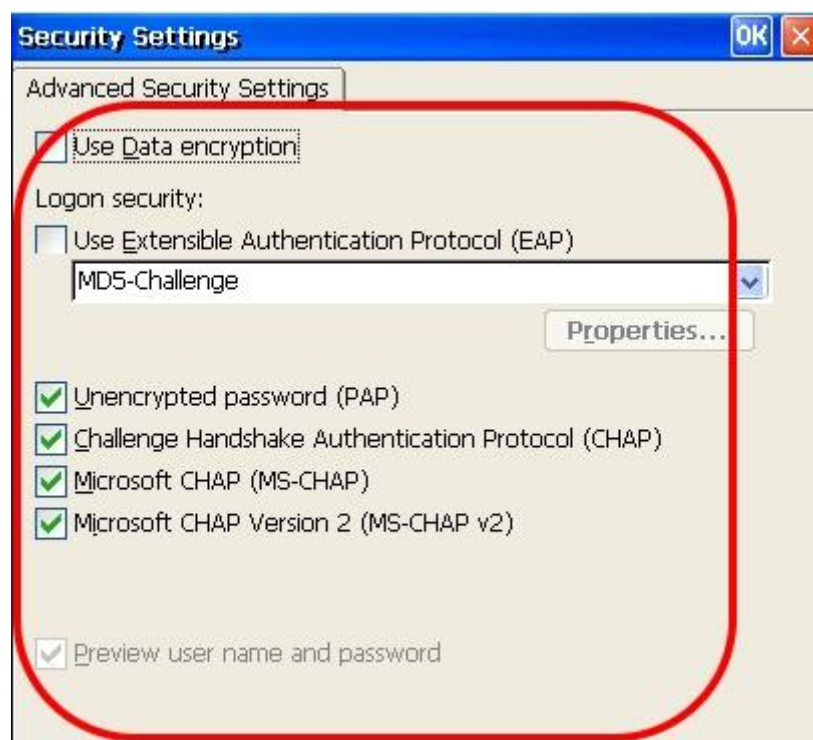 Security Settings OK
Advanced Security Settings
Use Data encryption
Logon security:
Use Extensible Authentication Protocol (EAP)
MD5-Challenge
Properties...
Unencrypted password (PAP)
Challenge Handshake Authentication Protocol (CHAP)
Microsoft CHAP (MS-CHAP)
Microsoft CHAP Version 2 (MS-CHAP v2)
Preview user name and password